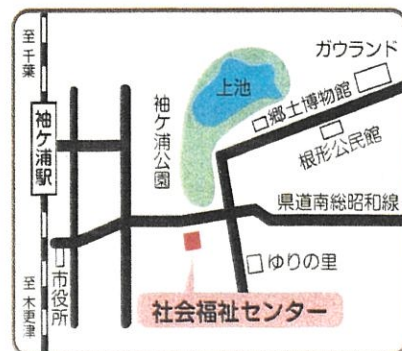 至千葉
袖ケ浦駅
至木更津
市役所
袖ケ浦公園
上池
ガウランド
郷土博物館
根形公民館
県道南総昭和線
ゆりの里
社会福祉センター